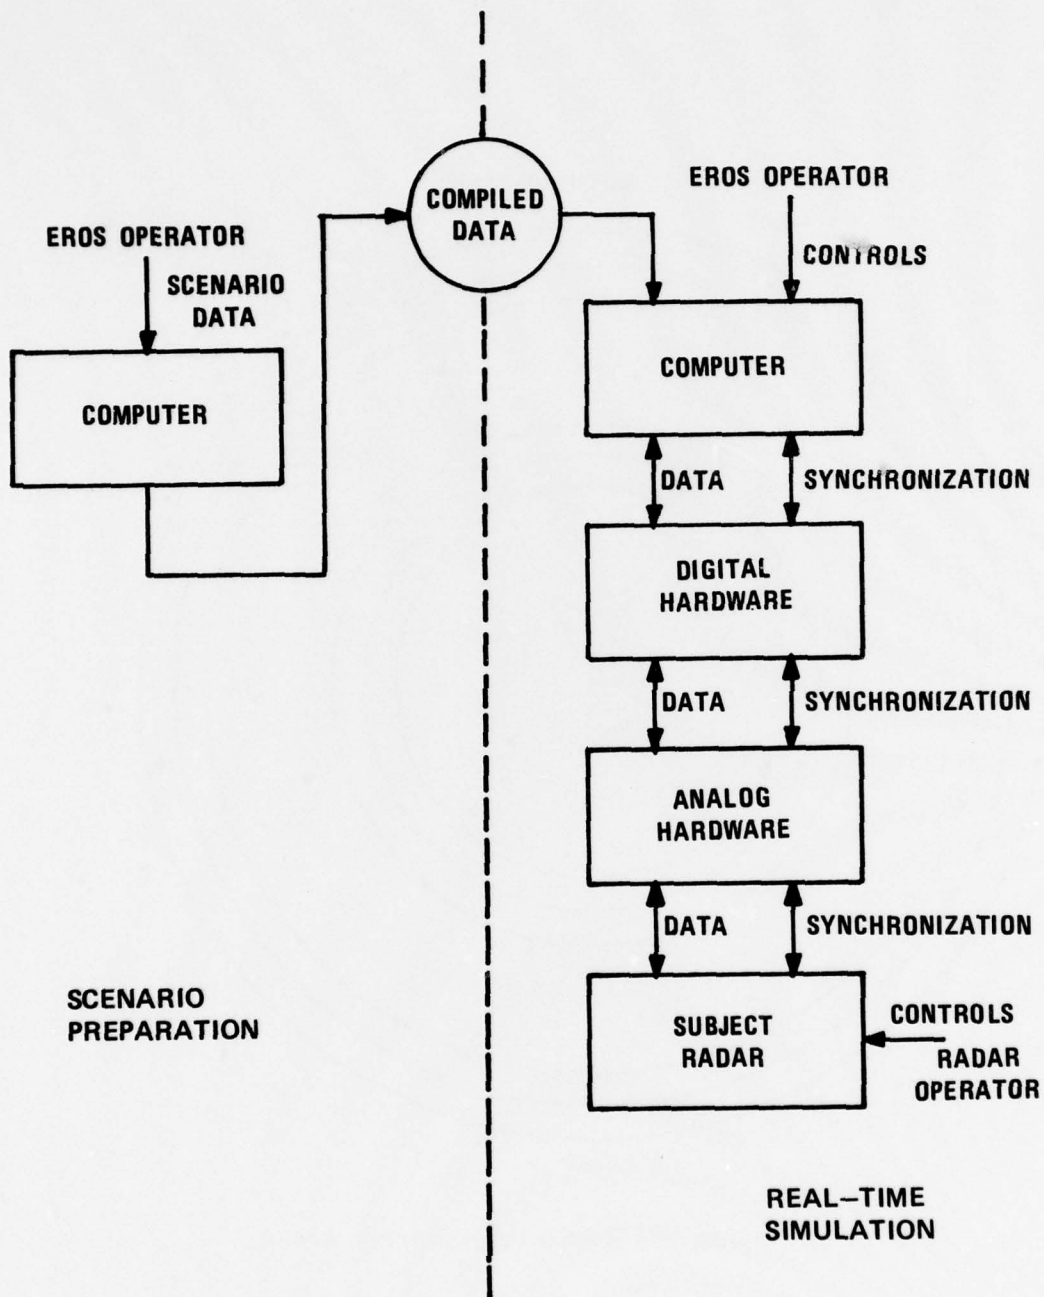 EROS OPERATOR
SCENARIO
DATA
COMPUTER
SCENARIO
PREPARATION
COMPILED
DATA
EROS OPERATOR
CONTROLS
COMPUTER
DATA
SYNCHRONIZATION
DIGITAL
HARDWARE
DATA
SYNCHRONIZATION
ANALOG
HARDWARE
DATA
SYNCHRONIZATION
SUBJECT
RADAR
CONTROLS
RADAR
OPERATOR
REAL–TIME
SIMULATION